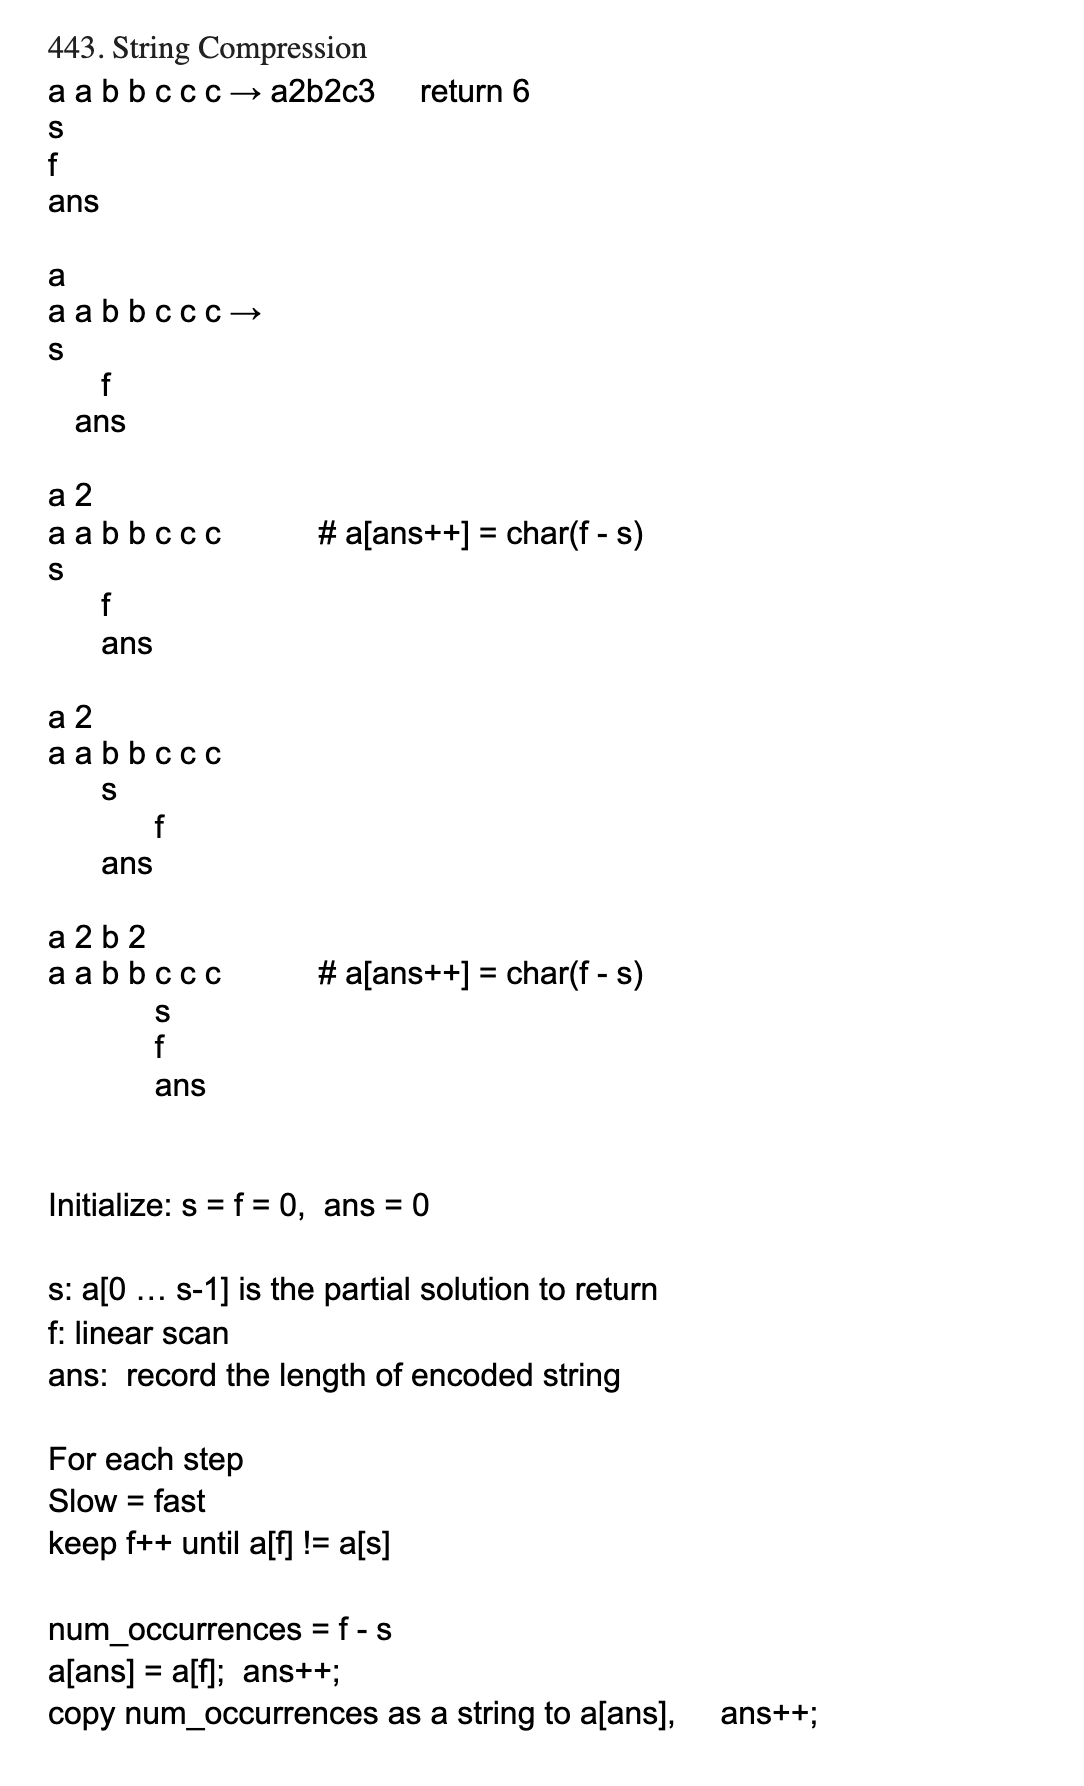 443. String Compression
a a b b c c c → a2b2c3 return 6
s
f
ans
a
a a b b c c c →
s
f
ans
a 2
a a b b c c c # a[ans++] = char(f - s)
s
f
ans
a 2
a a b b c c c
s
f
ans
a 2 b 2
a a b b c c c # a[ans++] = char(f - s)
s
f
ans
Initialize: s = f = 0, ans = 0
s: a[0 … s-1] is the partial solution to return
f: linear scan
ans: record the length of encoded string
For each step
Slow = fast
keep f++ until a[f] != a[s]
num_occurrences = f - s
a[ans] = a[f]; ans++;
copy num_occurrences as a string to a[ans], ans++;